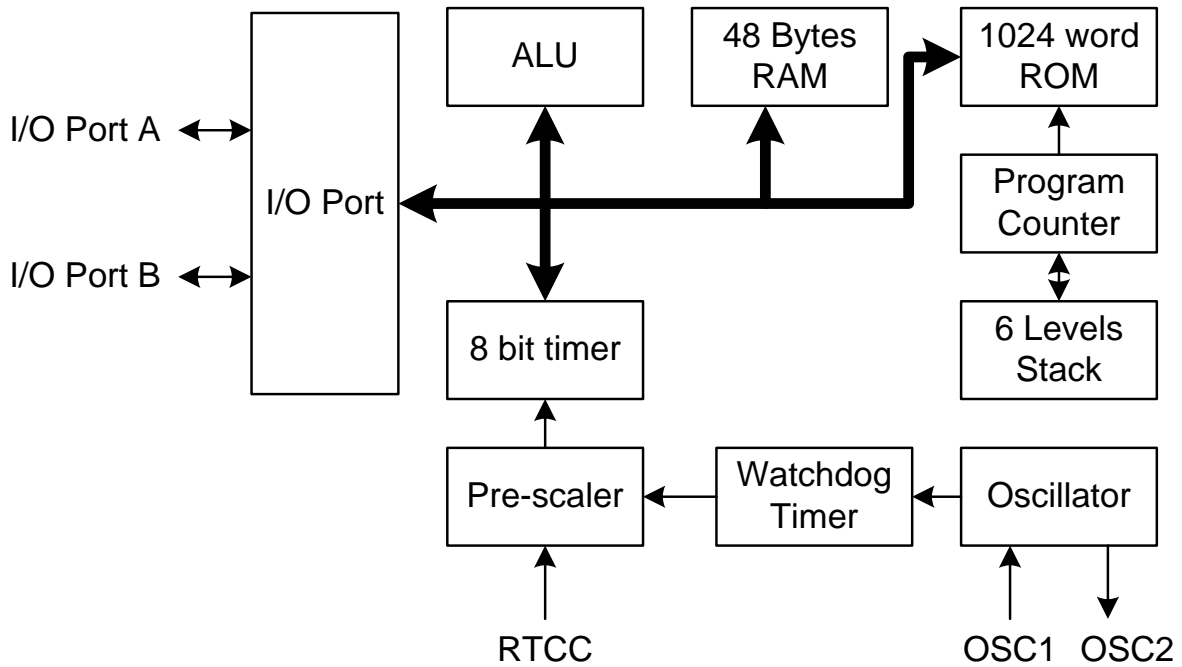 ALU
48 Bytes
RAM
1024 word
ROM
I/O Port A
I/O Port
Program
Counter
I/O Port B
8 bit timer
6 Levels
Stack
Pre-scaler
Watchdog
Timer
Oscillator
RTCC
OSC1
OSC2